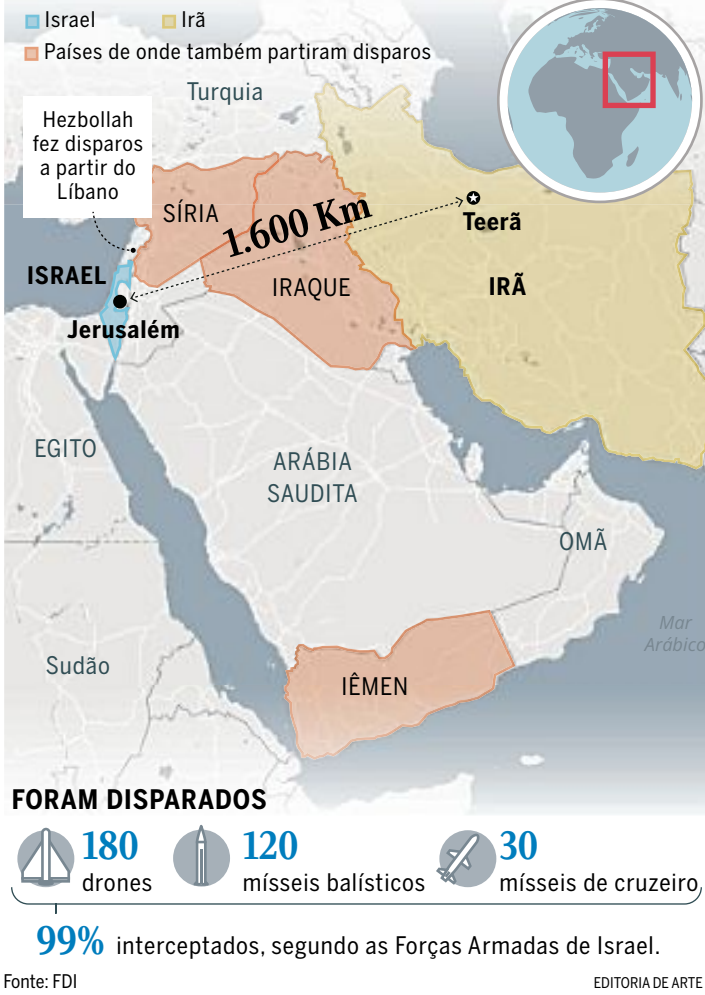 Israel
Irã
Países de onde também partiram disparos
Turquia
Hezbollah
fez disparos
a partir do
Líbano
SÍRIA
1.600 Km
Teerã
ISRAEL
IRAQUE
IRÃ
Jerusalém
EGITO
ARÁBIA
SAUDITA
OMÃ
Mar
Arábico
Sudão
IÊMEN
FORAM DISPARADOS
180
drones
120
mísseis balísticos
30
mísseis de cruzeiro
99% interceptados, segundo as Forças Armadas de Israel.
Fonte: FDI
EDITORIA DE ARTE